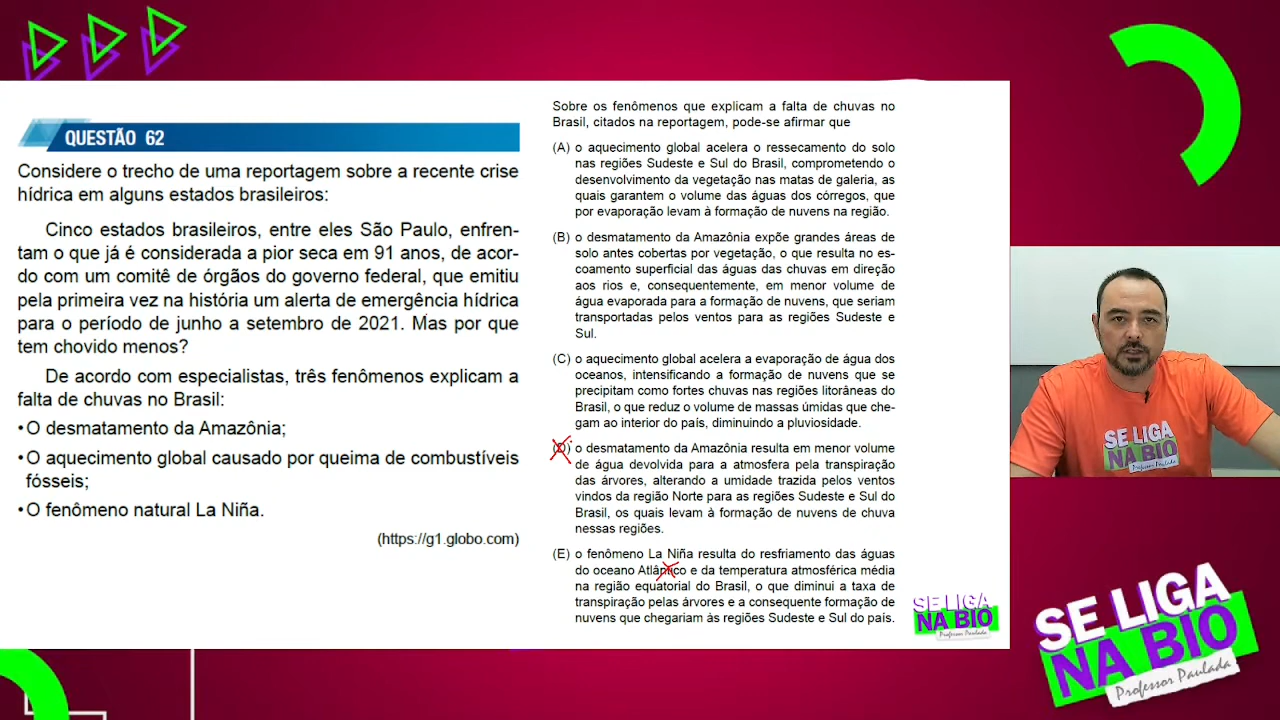 QUESTÃO 62
Considere o trecho de uma reportagem sobre a recente crise
hídrica em alguns estados brasileiros:
Cinco estados brasileiros, entre eles São Paulo, enfren-
tam o que já é considerada a pior seca em 91 anos, de acor-
do com um comitê de órgãos do governo federal, que emitiu
pela primeira vez na história um alerta de emergência hídrica
para o período de junho a setembro de 2021. Mas por que
tem chovido menos?
De acordo com especialistas, três fenômenos explicam a
falta de chuvas no Brasil:
•O desmatamento da Amazônia;
•O aquecimento global causado por queima de combustíveis
fósseis;
•O fenômeno natural La Niña.
(https://g1.globo.com)
Sobre os fenômenos que explicam a falta de chuvas no
Brasil, citados na reportagem, pode-se afirmar que
(A) o aquecimento global acelera o ressecamento do solo
nas regiões Sudeste e Sul do Brasil, comprometendo o
desenvolvimento da vegetação nas matas de galeria, as
quais garantem o volume das águas dos córregos, que
por evaporação levam à formação de nuvens na região.
(B) o desmatamento da Amazônia expõe grandes áreas de
solo antes cobertas por vegetação, o que resulta no es-
coamento superficial das águas das chuvas em direção
aos rios e, consequentemente, em menor volume de
água evaporada para a formação de nuvens, que seriam
transportadas pelos ventos para as regiões Sudeste e
Sul.
(C) o aquecimento global acelera a evaporação de água dos
oceanos, intensificando a formação de nuvens que se
precipitam como fortes chuvas nas regiões litorâneas do
Brasil, o que reduz o volume de massas úmidas que che-
gam ao interior do país, diminuindo a pluviosidade.
(D) o desmatamento da Amazônia resulta em menor volume
de água devolvida para a atmosfera pela transpiração
das árvores, alterando a umidade trazida pelos ventos
vindos da região Norte para as regiões Sudeste e Sul do
Brasil, os quais levam à formação de nuvens de chuva
nessas regiões.
(E) o fenômeno La Niña resulta do resfriamento das águas
do oceano Atlântico e da temperatura atmosférica média
na região equatorial do Brasil, o que diminui a taxa de
transpiração pelas árvores e a consequente formação de
nuvens que chegariam às regiões Sudeste e Sul do país.
SE LIGA
NA BIO
Professor Paulada
SE LIGA
NA BIO
Professor Paulada
SE LIGA
NA BIO
Professor Paulada